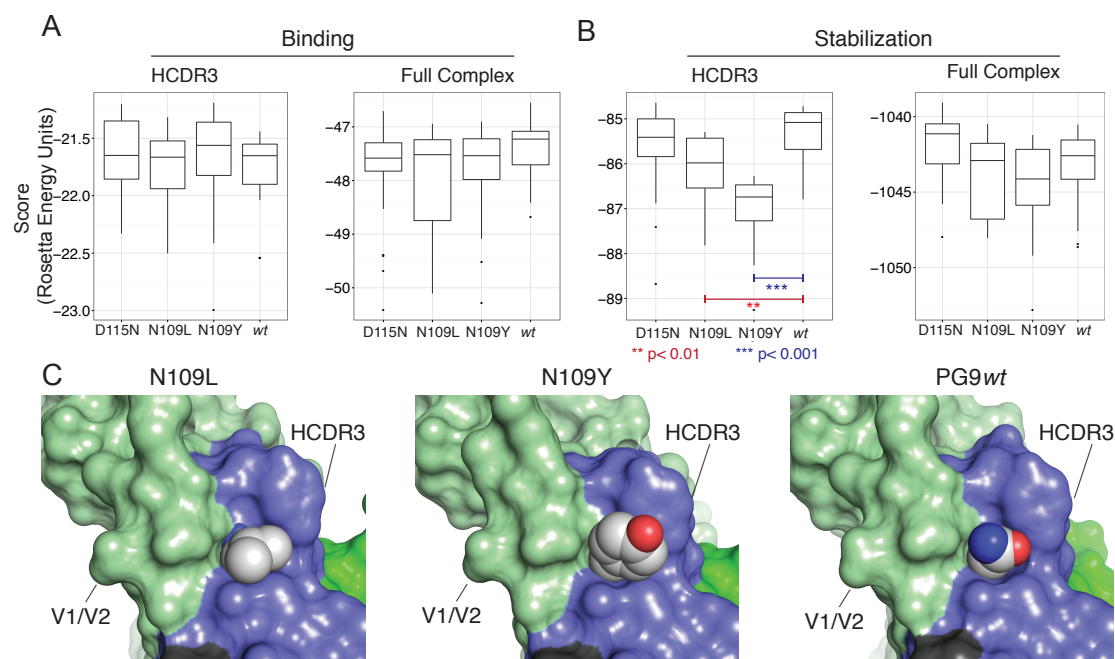 A
Binding
HCDR3
Full Complex
Score
(Rosetta Energy Units)
−21.5
−22.0
−22.5
−23.0
D115N N109L N109Y wt
−47
−48
−49
−50
D115N N109L N109Y wt
B
Stabilization
HCDR3
Full Complex
−85
−86
−87
−88
−89
***
**
D115N N109L N109Y wt
** p< 0.01
*** p< 0.001
−1040
−1045
−1050
D115N N109L N109Y wt
C
N109L
HCDR3
V1/V2
N109Y
HCDR3
V1/V2
PG9wt
HCDR3
V1/V2